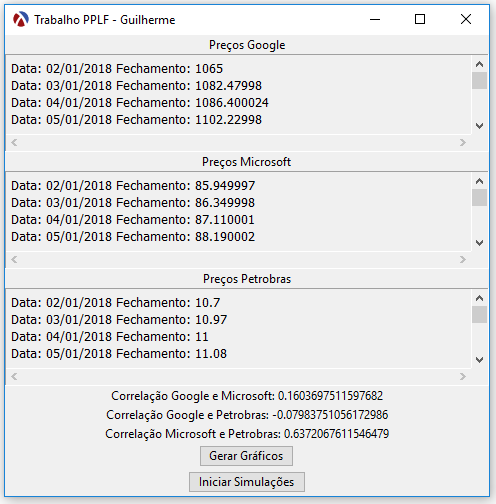 Trabalho PPLF - Guilherme
Preços Google
Data: 02/01/2018 Fechamento: 1065
Data: 03/01/2018 Fechamento: 1082.47998
Data: 04/01/2018 Fechamento: 1086.400024
Data: 05/01/2018 Fechamento: 1102.22998
Preços Microsoft
Data: 02/01/2018 Fechamento: 85.949997
Data: 03/01/2018 Fechamento: 86.349998
Data: 04/01/2018 Fechamento: 87.110001
Data: 05/01/2018 Fechamento: 88.190002
Preços Petrobras
Data: 02/01/2018 Fechamento: 10.7
Data: 03/01/2018 Fechamento: 10.97
Data: 04/01/2018 Fechamento: 11
Data: 05/01/2018 Fechamento: 11.08
Correlação Google e Microsoft: 0.1603697511597682
Correlação Google e Petrobras: -0.07983751056172986
Correlação Microsoft e Petrobras: 0.6372067611546479
Gerar Gráficos
Iniciar Simulações